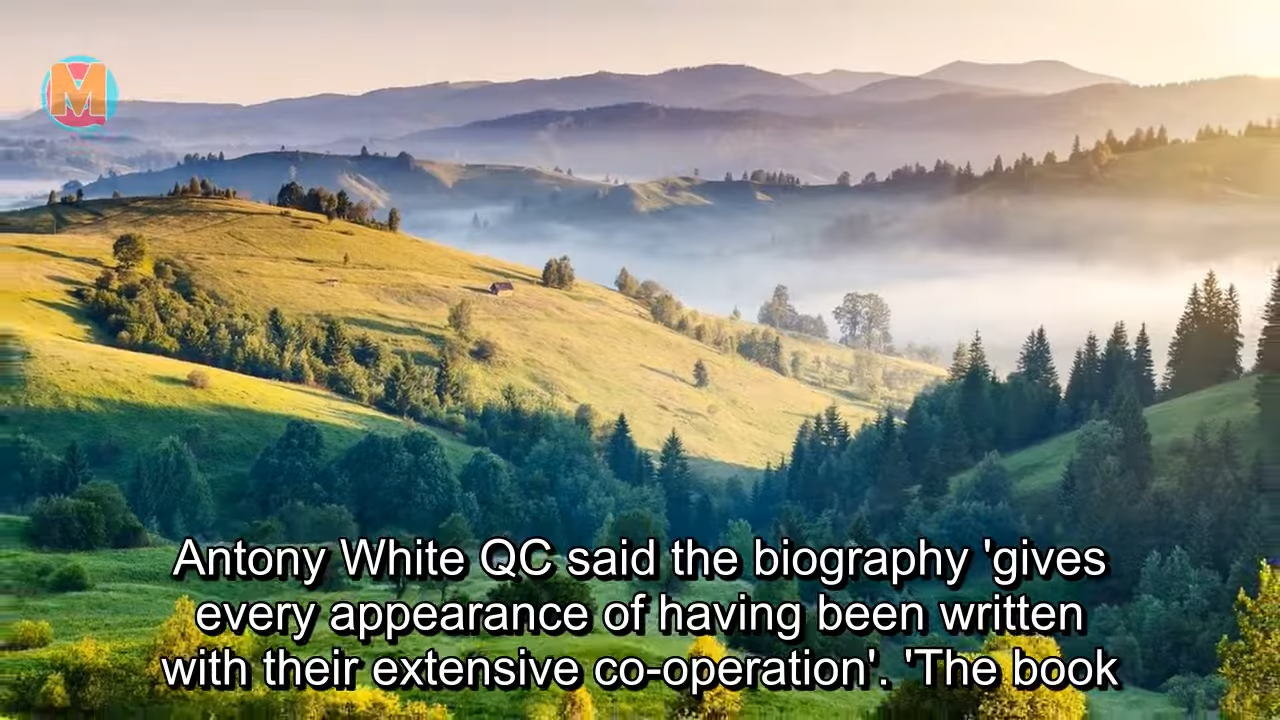 M
Antony White QC said the biography 'gives
every appearance of having been written
with their extensive co-operation'. 'The book